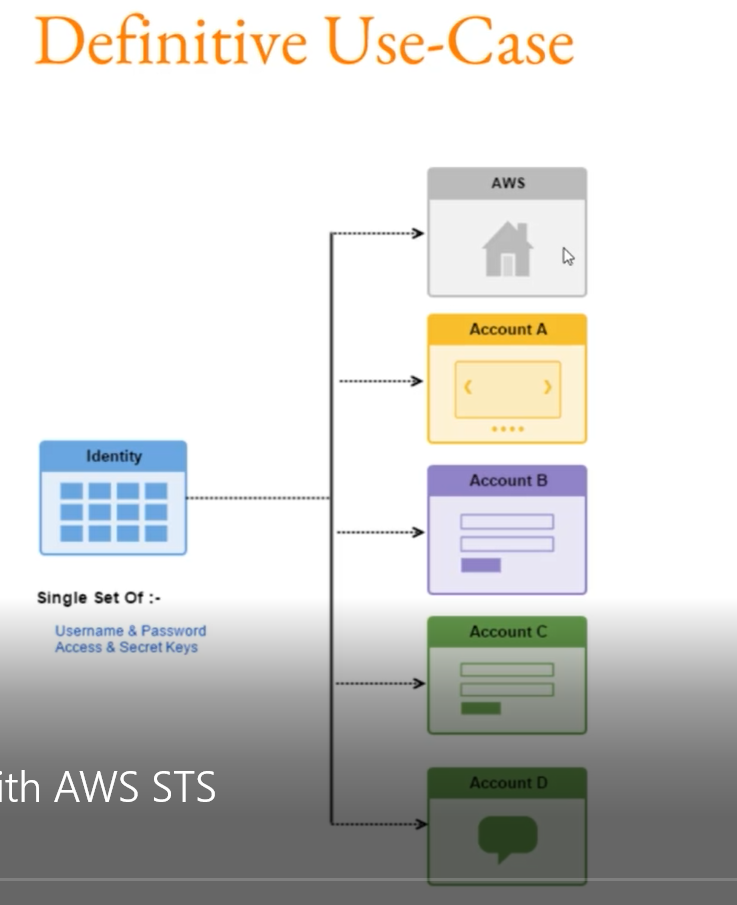 Definitive Use-Case
AWS
Account A
Identity
Account B
Single Set Of :-
Username & Password
Access & Secret Keys
Account C
ith AWS STS
Account D